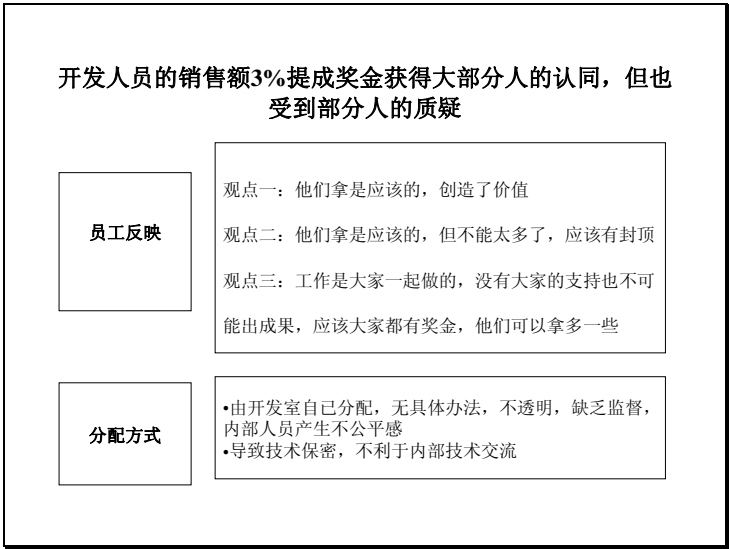 开发人员的销售额3%提成奖金获得大部分人的认同，但也
受到部分人的质疑
员工反映
观点一：他们拿是应该的，创造了价值
观点二：他们拿是应该的，但不能太多了，应该有封顶
观点三：工作是大家一起做的，没有大家的支持也不可
能出成果，应该大家都有奖金，他们可以拿多一些
分配方式
•由开发室自已分配，无具体办法，不透明，缺乏监督，
内部人员产生不公平感
•导致技术保密，不利于内部技术交流